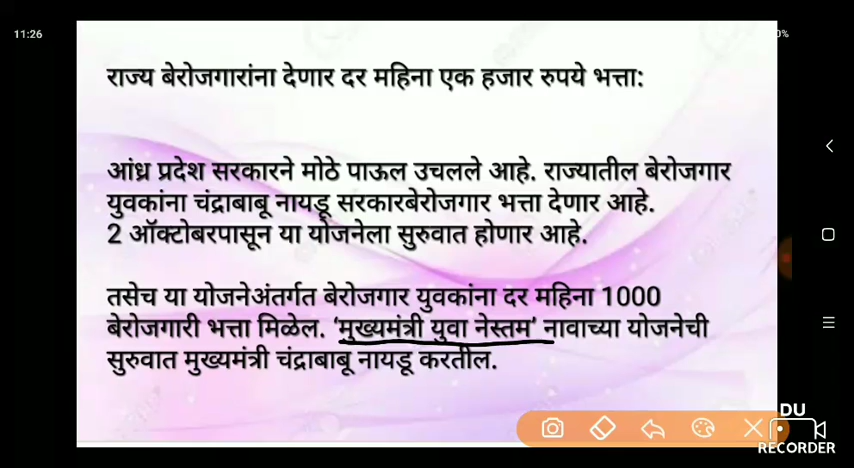 11:26
0%
राज्य बेरोजगारांना देणार दर महिना एक हजार रुपये भत्ता:
आंध्र प्रदेश सरकारने मोठे पाऊल उचलले आहे. राज्यातील बेरोजगार
युवकांना चंद्राबाबू नायडू सरकारबेरोजगार भत्ता देणार आहे.
2 ऑक्टोबरपासून या योजनेला सुरुवात होणार आहे.
तसेच या योजनेअंतर्गत बेरोजगार युवकांना दर महिना 1000
बेरोजगारी भत्ता मिळेल. 'मुख्यमंत्री युवा नेस्तम' नावाच्या योजनेची
सुरुवात मुख्यमंत्री चंद्राबाबू नायडू करतील.
DU
RECORDER